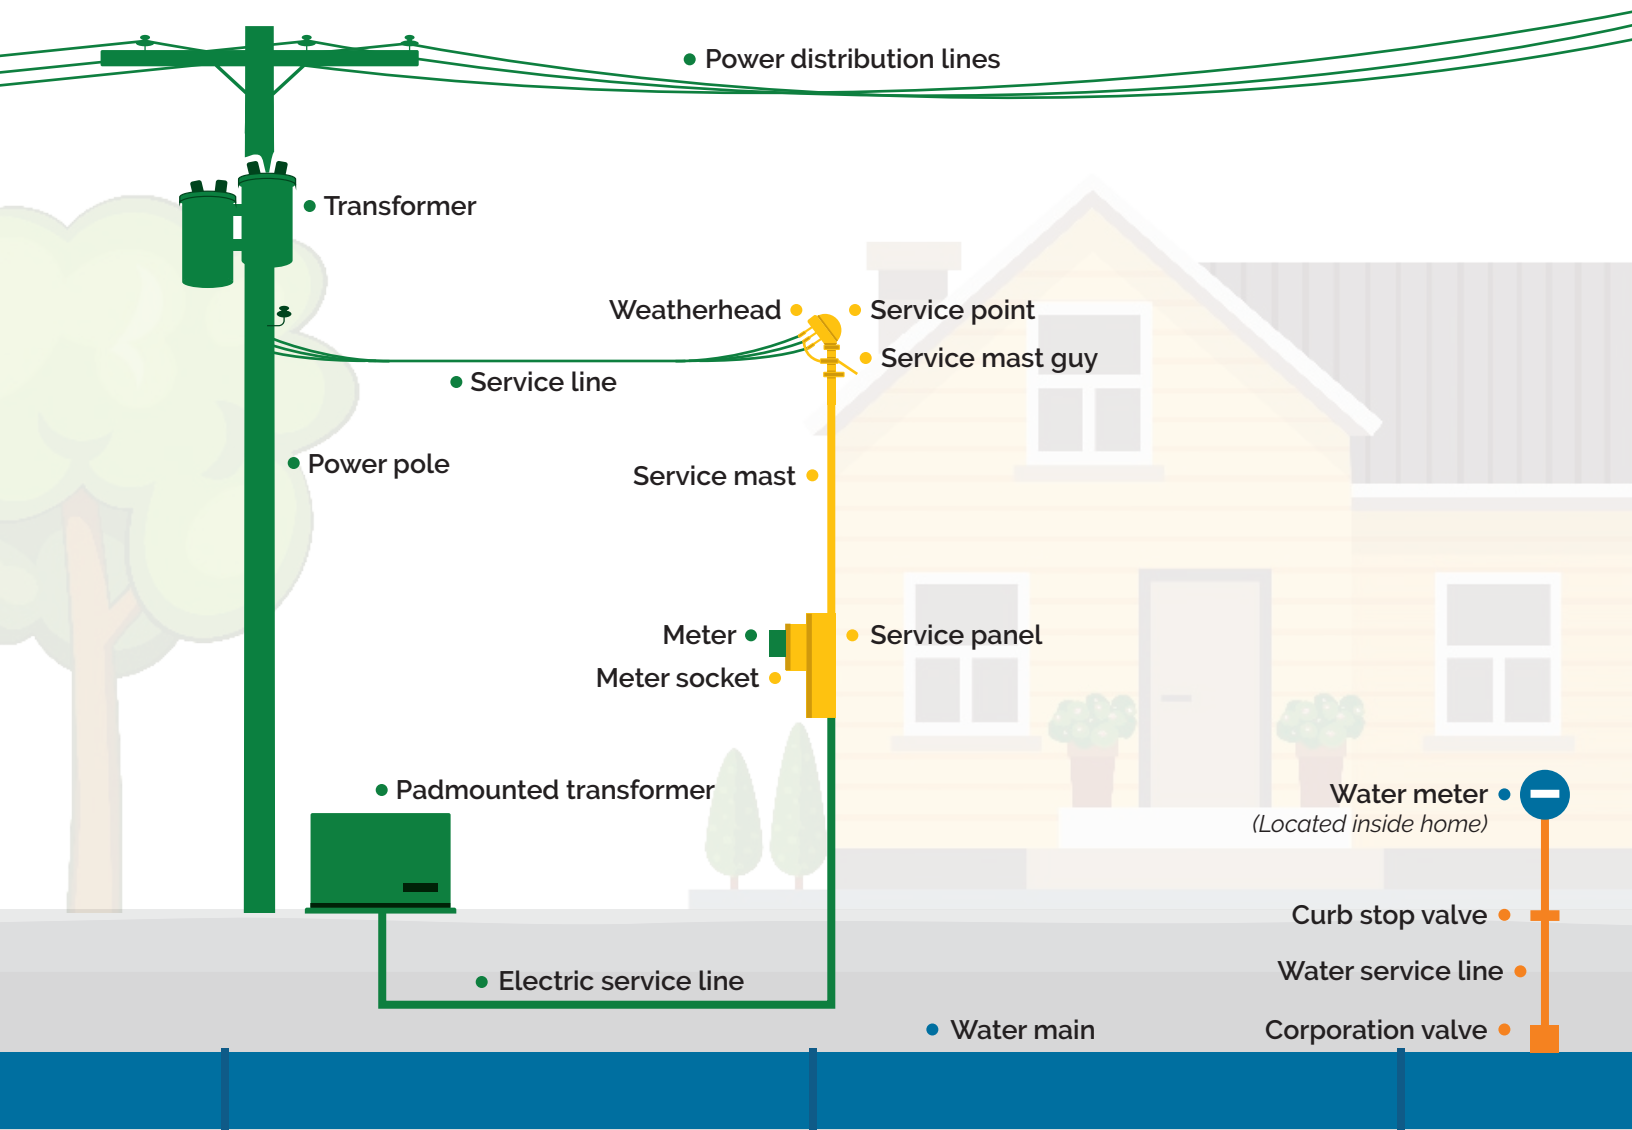 Power distribution lines
Transformer
Weatherhead
Service point
Service mast guy
Service line
Power pole
Service mast
Meter
Service panel
Meter socket
Padmounted transformer
Water meter
(Located inside home)
Curb stop valve
Water service line
Electric service line
Water main
Corporation valve